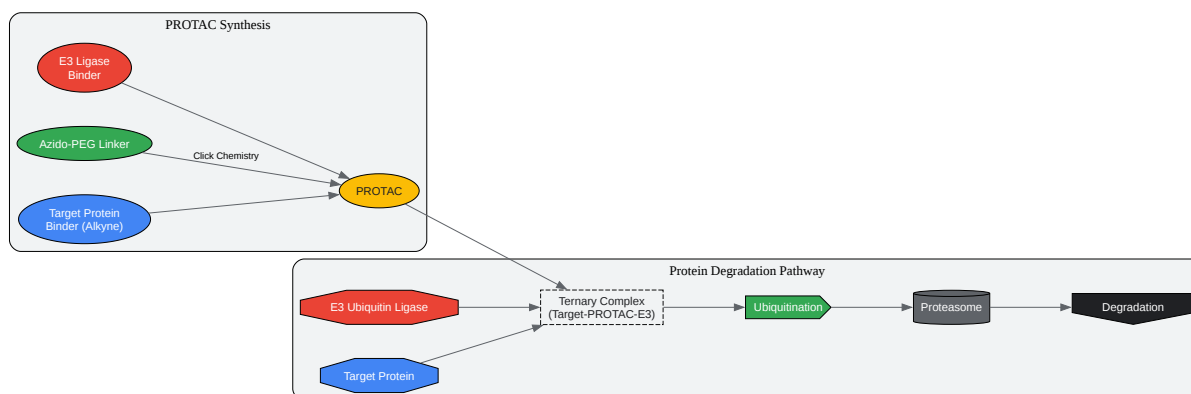 PROTAC Synthesis
E3 Ligase
Binder
Azido-PEG Linker
Click Chemistry
Target Protein
Binder (Alkyne)
PROTAC
Protein Degradation Pathway
E3 Ubiquitin Ligase
Ternary Complex
(Target-PROTAC-E3)
Ubiquitination
Proteasome
Degradation
Target Protein